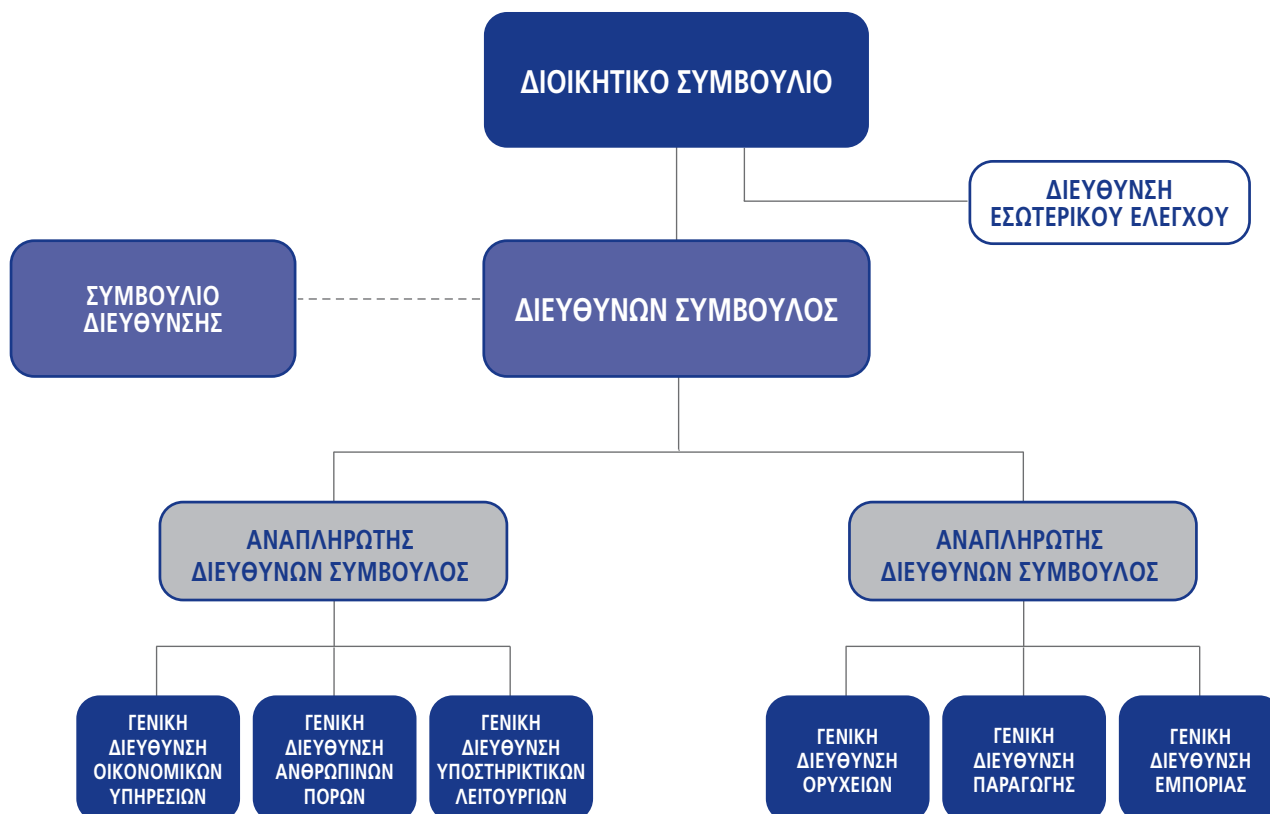 ΔΙΟΙΚΗΤΙΚΟ ΣΥΜΒΟΥΛΙΟ
ΔΙΕΥΘΥΝΣΗ
ΕΣΩΤΕΡΙΚΟΥ ΕΛΕΓΧΟΥ
ΣΥΜΒΟΥΛΙΟ
ΔΙΕΥΘΥΝΣΗΣ
ΔΙΕΥΘΥΝΩΝ ΣΥΜΒΟΥΛΟΣ
ΑΝΑΠΛΗΡΩΤΗΣ
ΔΙΕΥΘΥΝΩΝ ΣΥΜΒΟΥΛΟΣ
ΑΝΑΠΛΗΡΩΤΗΣ
ΔΙΕΥΘΥΝΩΝ ΣΥΜΒΟΥΛΟΣ
ΓΕΝΙΚΗ
ΔΙΕΥΘΥΝΣΗ
ΟΙΚΟΝΟΜΙΚΩΝ
ΥΠΗΡΕΣΙΩΝ
ΓΕΝΙΚΗ
ΔΙΕΥΘΥΝΣΗ
ΑΝΘΡΩΠΙΝΩΝ
ΠΟΡΩΝ
ΓΕΝΙΚΗ
ΔΙΕΥΘΥΝΣΗ
ΥΠΟΣΤΗΡΙΚΤΙΚΩΝ
ΛΕΙΤΟΥΡΓΙΩΝ
ΓΕΝΙΚΗ
ΔΙΕΥΘΥΝΣΗ
ΟΡΥΧΕΙΩΝ
ΓΕΝΙΚΗ
ΔΙΕΥΘΥΝΣΗ
ΠΑΡΑΓΩΓΗΣ
ΓΕΝΙΚΗ
ΔΙΕΥΘΥΝΣΗ
ΕΜΠΟΡΙΑΣ